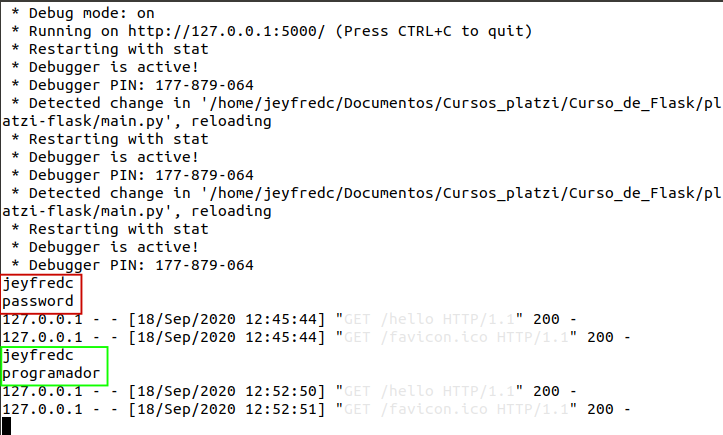 * Debug mode: on
* Running on http://127.0.0.1:5000/ (Press CTRL+C to quit)
* Restarting with stat
* Debugger is active!
* Debugger PIN: 177-879-064
* Detected change in '/home/jeyfredc/Documentos/Cursos_platzi/Curso_de_Flask/pl
atzi-flask/main.py', reloading
* Restarting with stat
* Debugger is active!
* Debugger PIN: 177-879-064
* Detected change in '/home/jeyfredc/Documentos/Cursos_platzi/Curso_de_Flask/pl
atzi-flask/main.py', reloading
* Restarting with stat
* Debugger is active!
* Debugger PIN: 177-879-064
jeyfredc
password
127.0.0.1 - - [18/Sep/2020 12:45:44] "GET /hello HTTP/1.1" 200 -
127.0.0.1 - - [18/Sep/2020 12:45:44] "GET /favicon.ico HTTP/1.1" 200 -
jeyfredc
programador
127.0.0.1 - - [18/Sep/2020 12:52:50] "GET /hello HTTP/1.1" 200 -
127.0.0.1 - - [18/Sep/2020 12:52:51] "GET /favicon.ico HTTP/1.1" 200 -